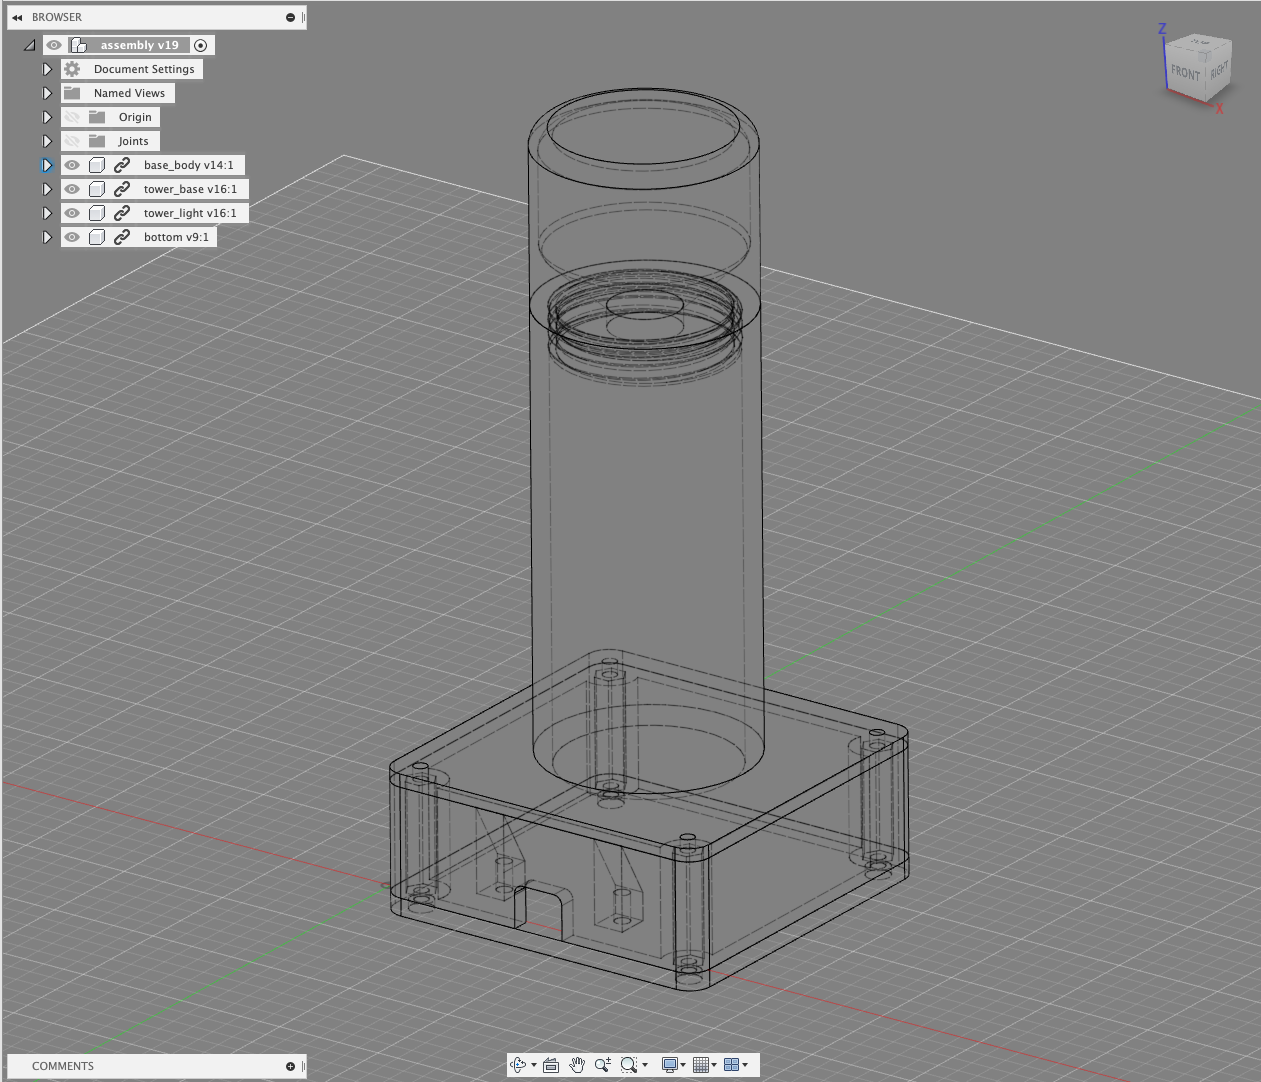 BROWSER
assembly v19
Document Settings
Named Views
Origin
Joints
base_body v14:1
tower_base v16:1
tower_light v16:1
bottom v9:1
Z
FRONT
RIGHT
X
COMMENTS